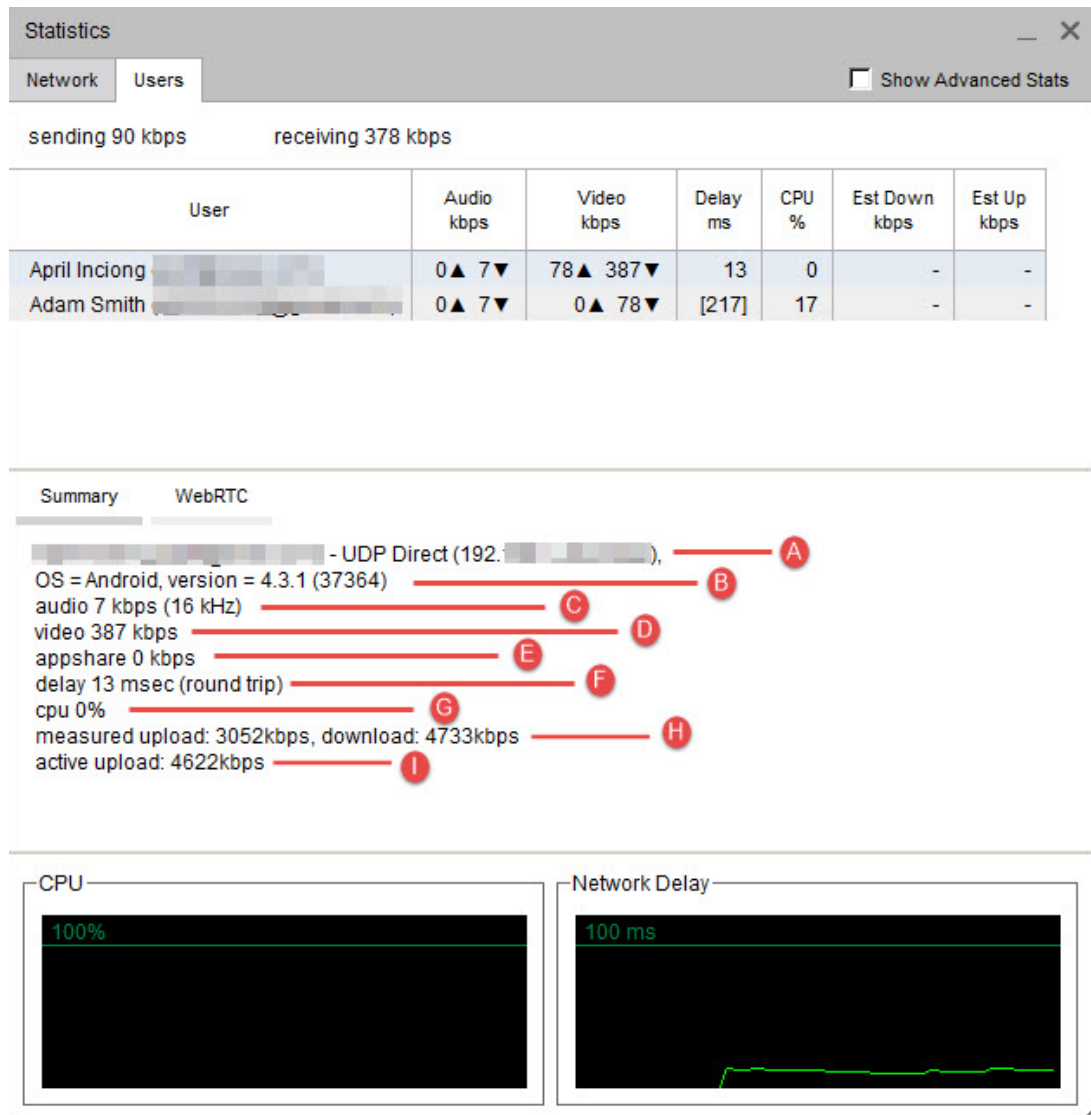 Statistics
Network Users Show Advanced Stats
sending 90 kbps receiving 378 kbps
User Audio kbps Video kbps Delay ms CPU % Est Down kbps Est Up kbps
April Inciong 0▲ 7▼ 78▲ 387▼ 13 0 - -
Adam Smith 0▲ 7▼ 0▲ 78▼ [217] 17 - -
Summary WebRTC
- UDP Direct (192. ), A
OS = Android, version = 4.3.1 (37364) B
audio 7 kbps (16 kHz) C
video 387 kbps D
appshare 0 kbps E
delay 13 msec (round trip) F
cpu 0% G
measured upload: 3052kbps, download: 4733kbps H
active upload: 4622kbps I
CPU Network Delay
100% 100 ms